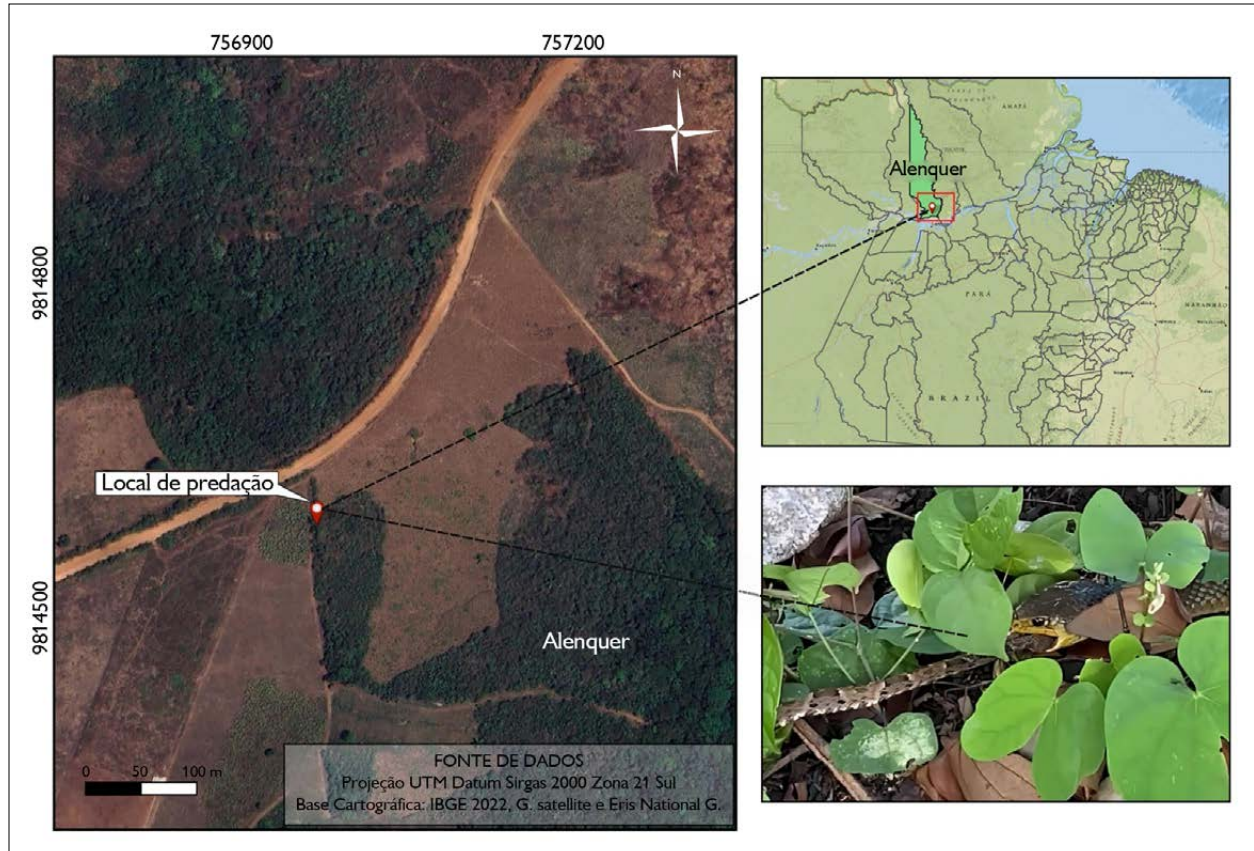 756900
757200
N
9814800
9814500
Local de predação
Alenquer
0 50 100 m
FONTE DE DADOS
Projeção UTM Datum Sirgas 2000 Zona 21 Sul
Base Cartográfica: IBGE 2022, G. satellite e Eris National G.
Alenquer
AMAPÁ
PARÁ
MARANHÃO
BRAZIL